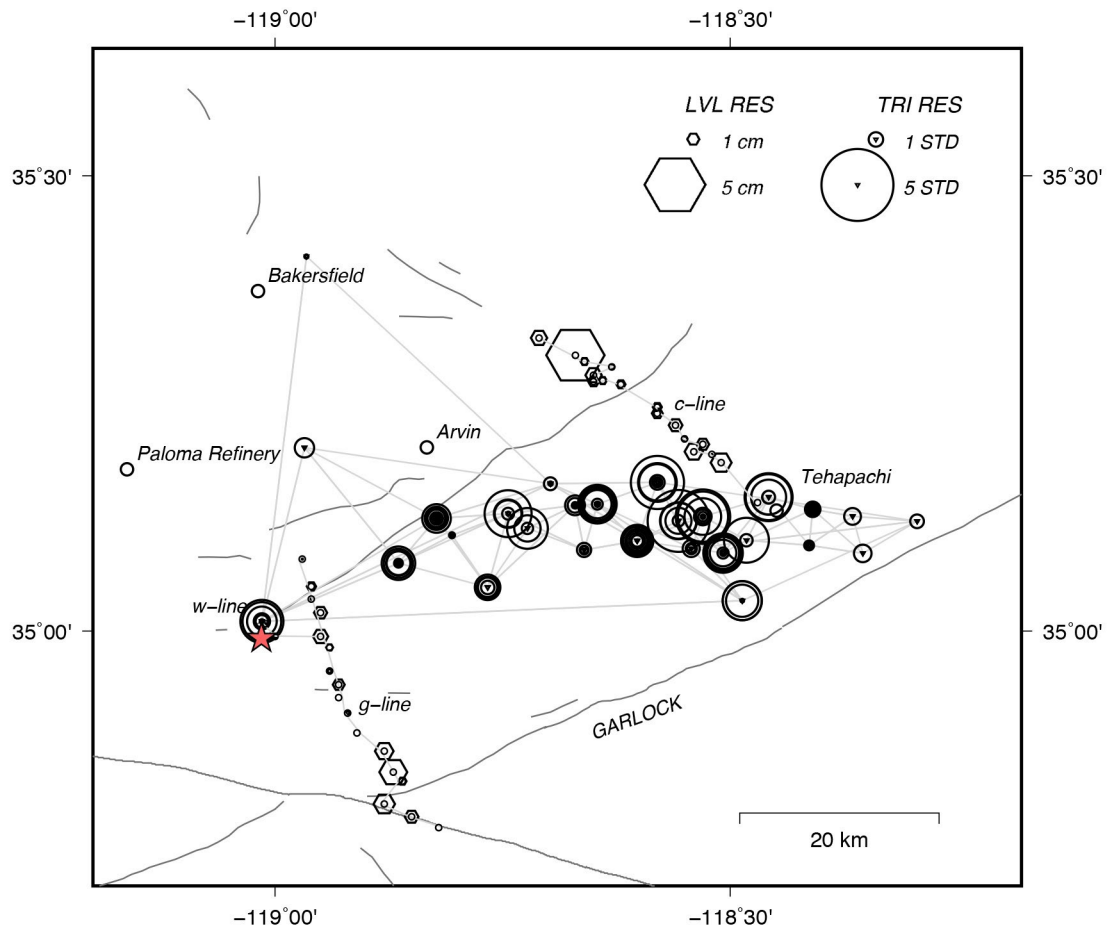 −119˚00'
−118˚30'
LVL RES
TRI RES
1 cm
1 STD
35˚30'
35˚30'
5 cm
5 STD
Bakersfield
c−line
Arvin
Paloma Refinery
Tehapachi
w−line
35˚00'
35˚00'
g−line
GARLOCK
20 km
−119˚00'
−118˚30'